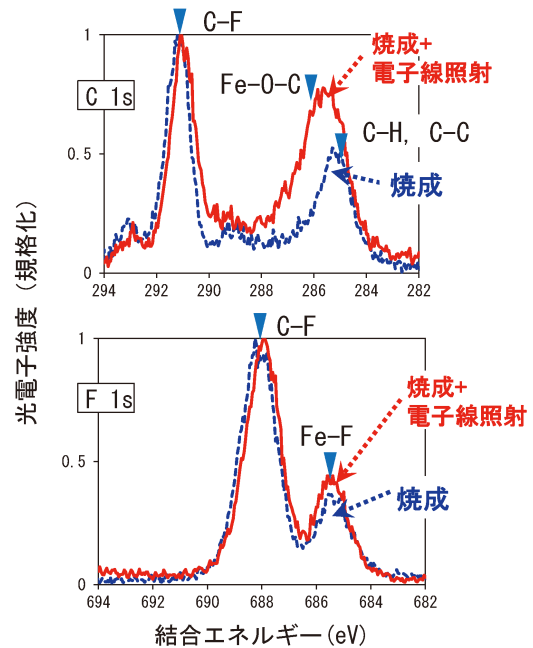 C−F
焼成+
電子線照射
C 1s
Fe−O−C
C−H, C−C
焼成
1
0.5
0
294 292 290 288 286 284 282
光電子強度（規格化）
C−F
F 1s
焼成+
電子線照射
Fe−F
焼成
1
0.5
0
694 692 690 688 686 684 682
結合エネルギー(eV)